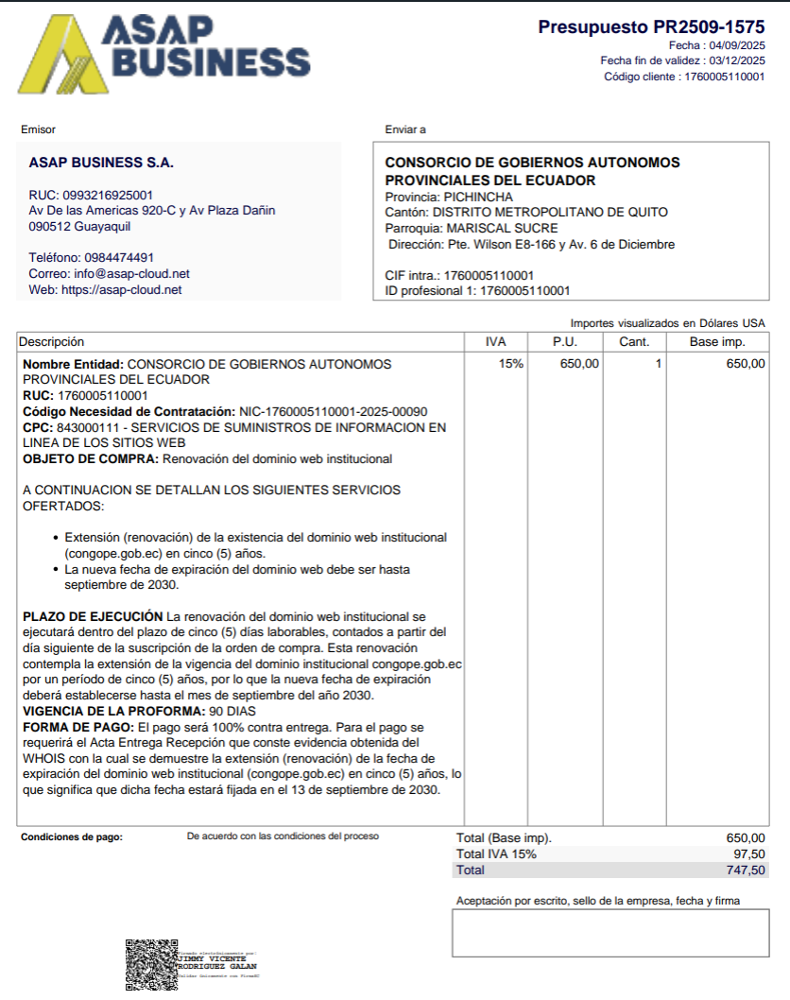 ASAP
BUSINESS
Presupuesto PR2509-1575
Fecha : 04/09/2025
Fecha fin de validez : 03/12/2025
Código cliente : 1760005110001
Emisor
ASAP BUSINESS S.A.
RUC: 0993216925001
Av De las Americas 920-C y Av Plaza Dañin
090512 Guayaquil
Teléfono: 0984474491
Correo: info@asap-cloud.net
Web: https://asap-cloud.net
Enviar a
CONSORCIO DE GOBIERNOS AUTONOMOS
PROVINCIALES DEL ECUADOR
Provincia: PICHINCHA
Cantón: DISTRITO METROPOLITANO DE QUITO
Parroquia: MARISCAL SUCRE
Dirección: Pte. Wilson E8-166 y Av. 6 de Diciembre
CIF intra.: 1760005110001
ID profesional 1: 1760005110001
Importes visualizados en Dólares USA
Descripción IVA P.U. Cant. Base imp.
Nombre Entidad: CONSORCIO DE GOBIERNOS AUTONOMOS 15% 650,00 1 650,00
PROVINCIALES DEL ECUADOR
RUC: 1760005110001
Código Necesidad de Contratación: NIC-1760005110001-2025-00090
CPC: 843000111 - SERVICIOS DE SUMINISTROS DE INFORMACION EN
LINEA DE LOS SITIOS WEB
OBJETO DE COMPRA: Renovación del dominio web institucional
A CONTINUACION SE DETALLAN LOS SIGUIENTES SERVICIOS
OFERTADOS:
• Extensión (renovación) de la existencia del dominio web institucional
(congope.gob.ec) en cinco (5) años.
• La nueva fecha de expiración del dominio web debe ser hasta
septiembre de 2030.
PLAZO DE EJECUCIÓN La renovación del dominio web institucional se
ejecutará dentro del plazo de cinco (5) días laborables, contados a partir del
día siguiente de la suscripción de la orden de compra. Esta renovación
contempla la extensión de la vigencia del dominio institucional congope.gob.ec
por un período de cinco (5) años, por lo que la nueva fecha de expiración
deberá establecerse hasta el mes de septiembre del año 2030.
VIGENCIA DE LA PROFORMA: 90 DIAS
FORMA DE PAGO: El pago será 100% contra entrega. Para el pago se
requerirá el Acta Entrega Recepción que conste evidencia obtenida del
WHOIS con la cual se demuestre la extensión (renovación) de la fecha de
expiración del dominio web institucional (congope.gob.ec) en cinco (5) años, lo
que significa que dicha fecha estará fijada en el 13 de septiembre de 2030.
Condiciones de pago: De acuerdo con las condiciones del proceso
Total (Base imp). 650,00
Total IVA 15% 97,50
Total 747,50
Aceptación por escrito, sello de la empresa, fecha y firma
Firmado electrónicamente por:
JIMMY VICENTE
RODRIGUEZ GALAN
Validar únicamente con FirmaEC